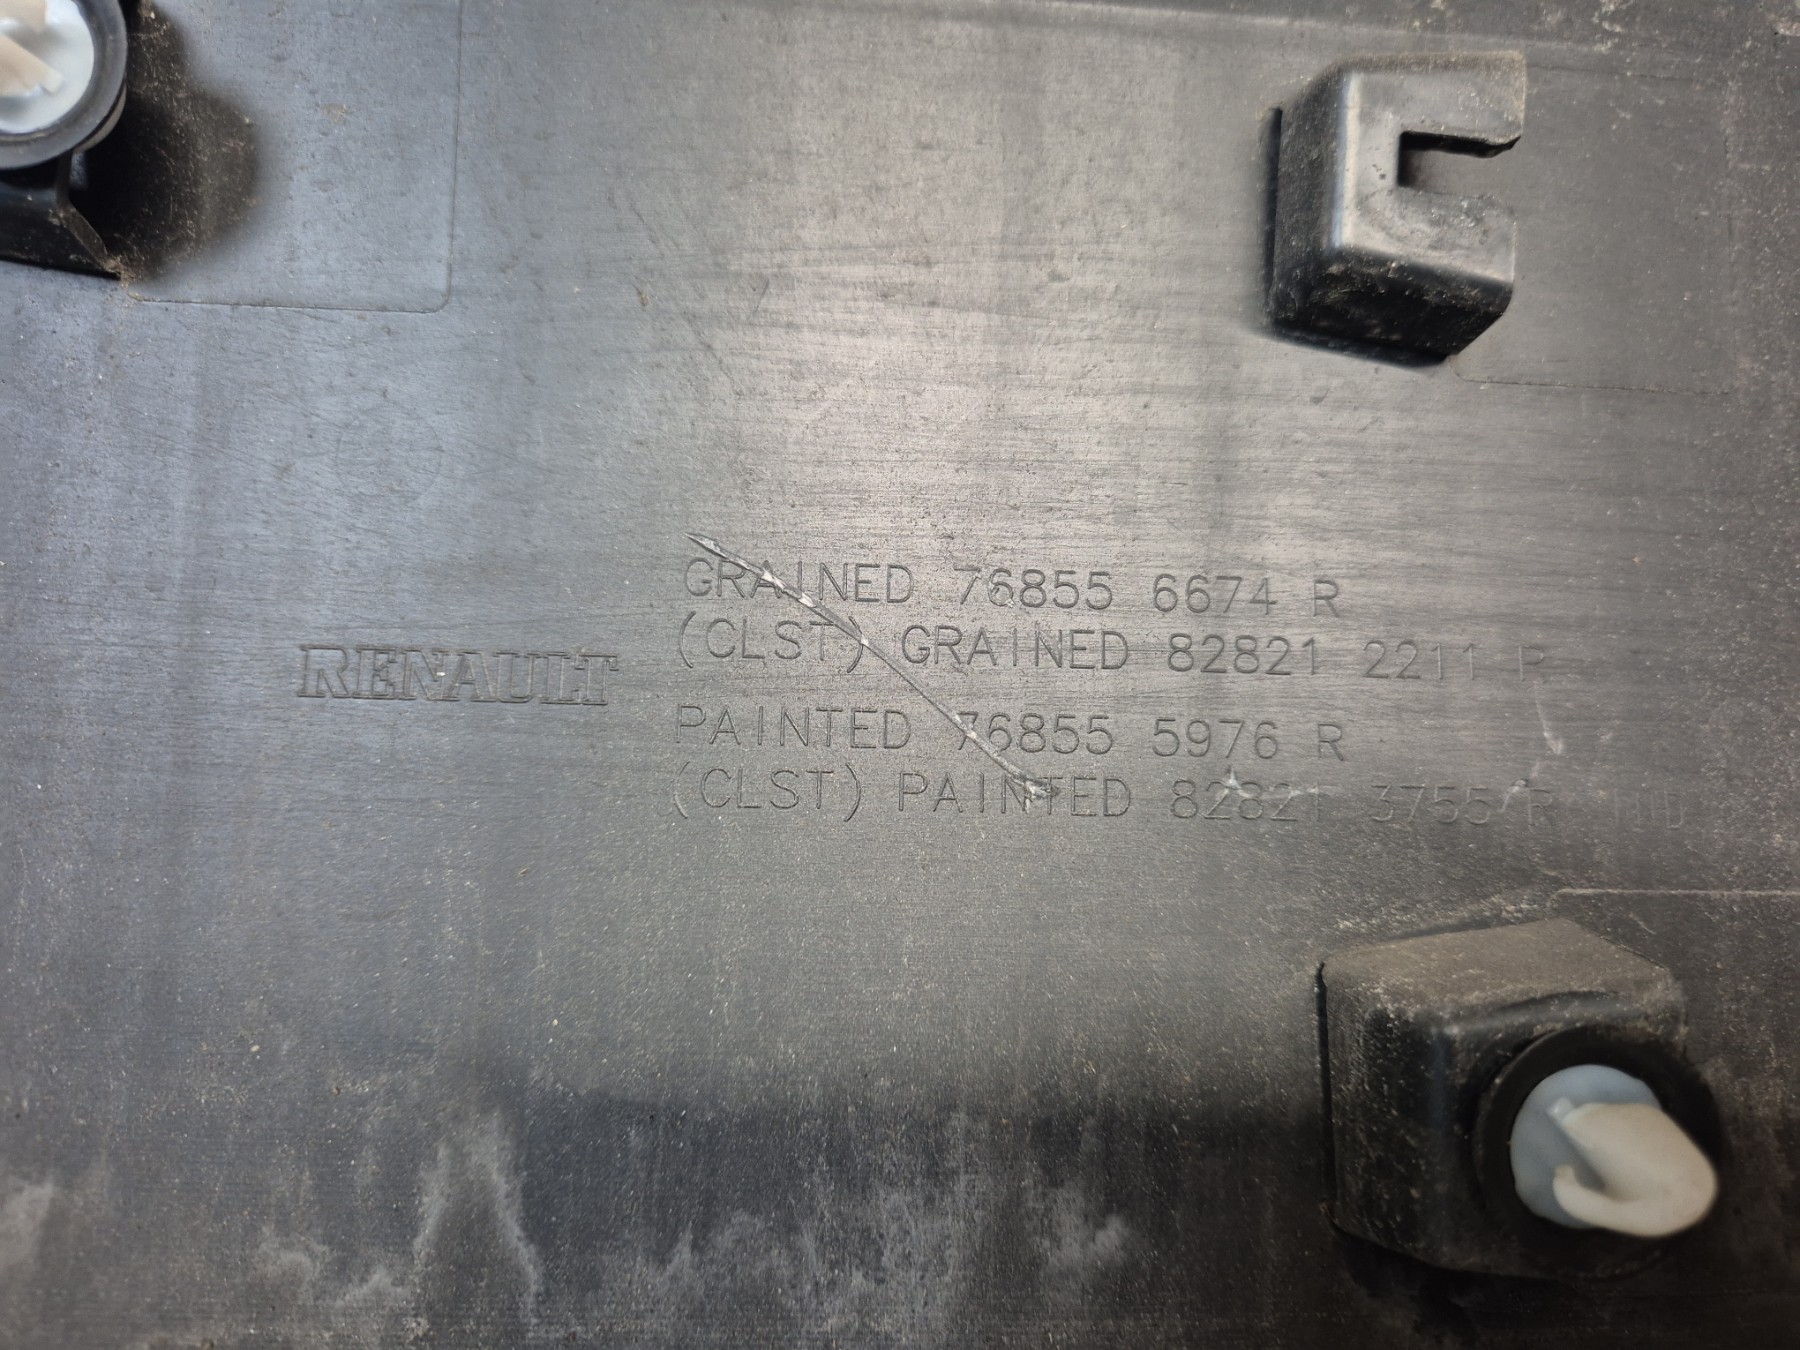 RENAULT
GRAINED 76855 6674 R
(CLST) GRAINED 82821 2211 R
PAINTED 76855 5976 R
(CLST) PAINTED 82821 3755 R